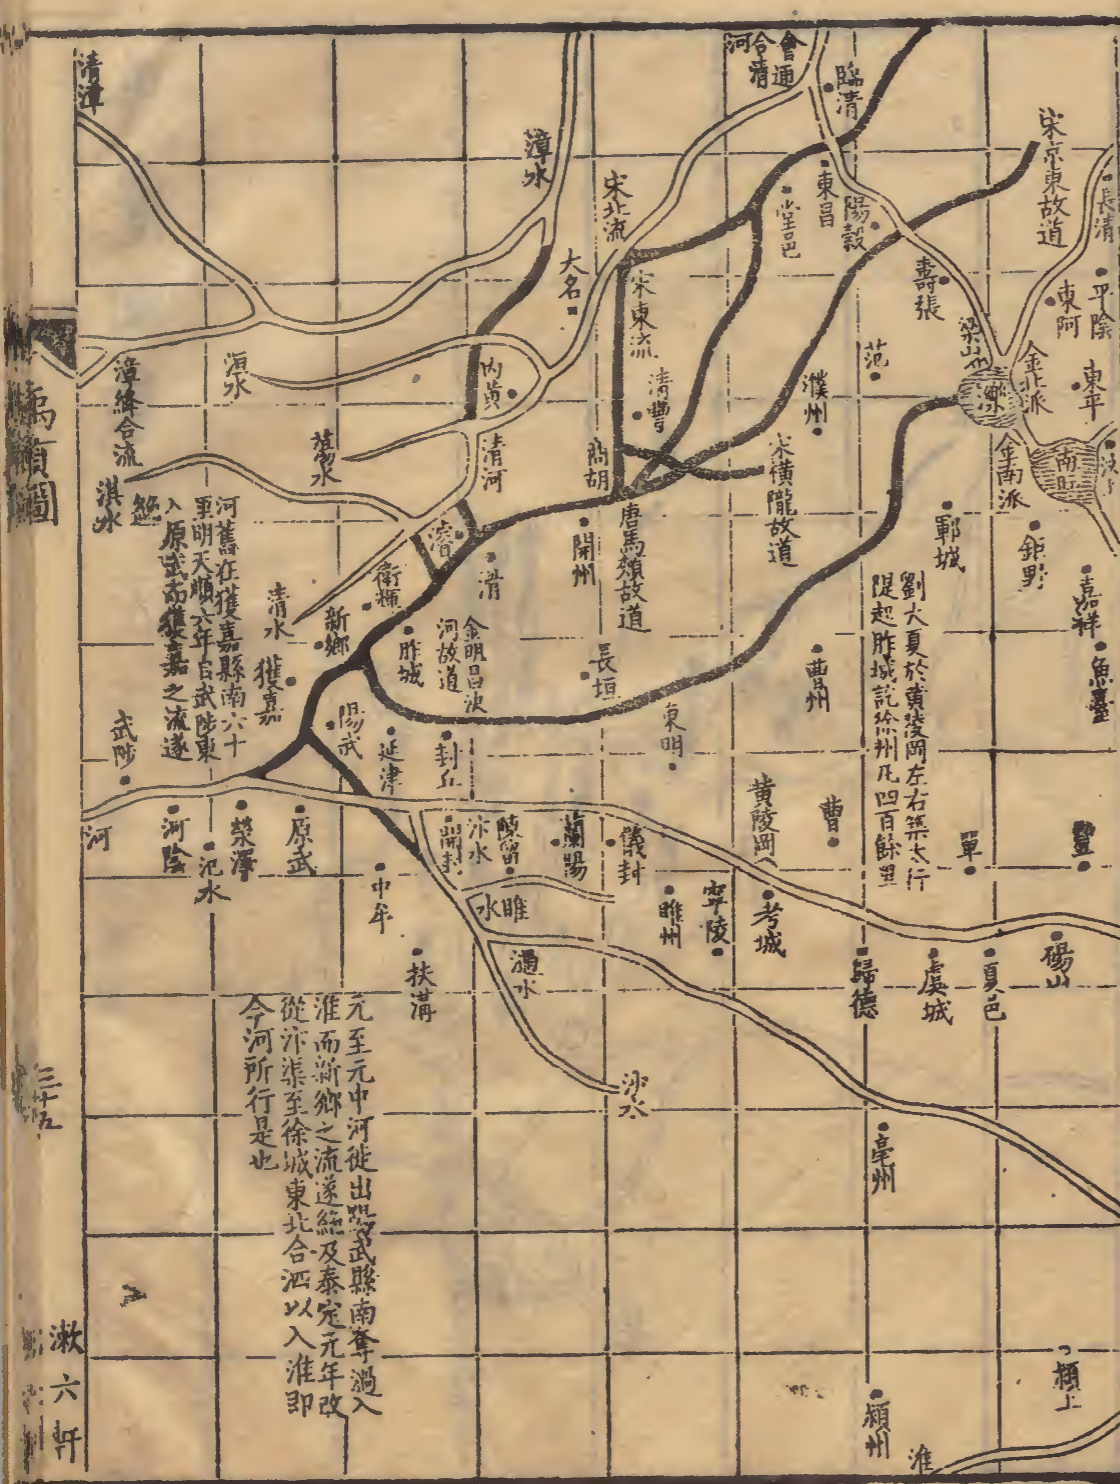 宋京東故道
長清
平陰
東阿
東平
會通
合清
河
臨清
東昌
堂邑
陽穀
壽張
梁山
濼
金北派
金南派
南旺
范
濮州
宋橫隴故道
宋北流
宋東流
清豐
商胡
唐馬頰故道
開州
大名
漳水
清漳
漳絳合流
洹水
內黃
清河
蕩水
淇水
濬
滑
衛輝
清水
新鄉
獲嘉
胙城
金明昌決
河故道
河舊在獲嘉縣南六十
里明天順六年自武陟東
入原武而獲嘉之流遂
絕
鄆城
鉅野
嘉祥
魚臺
劉大夏於黃陵岡左右築太行
隄起胙城訖徐州凡四百餘里
曹州
長垣
東明
黃陵岡
曹
單
豐
陽武
延津
封丘
武陟
河
河陰
汜水
滎澤
原武
開封
汴水
陳留
蘭陽
儀封
中牟
睢水
睢州
寧陵
考城
扶溝
渦水
沙水
歸德
虞城
夏邑
碭山
亳州
元至元中河徙出陽武縣南奪渦入
淮而新鄉之流遂絕及泰定元年改
從汴渠至徐城東北合泗以入淮即
今河所行是也
潁上
潁州
淮
禹貢圖
三十五
漱六軒